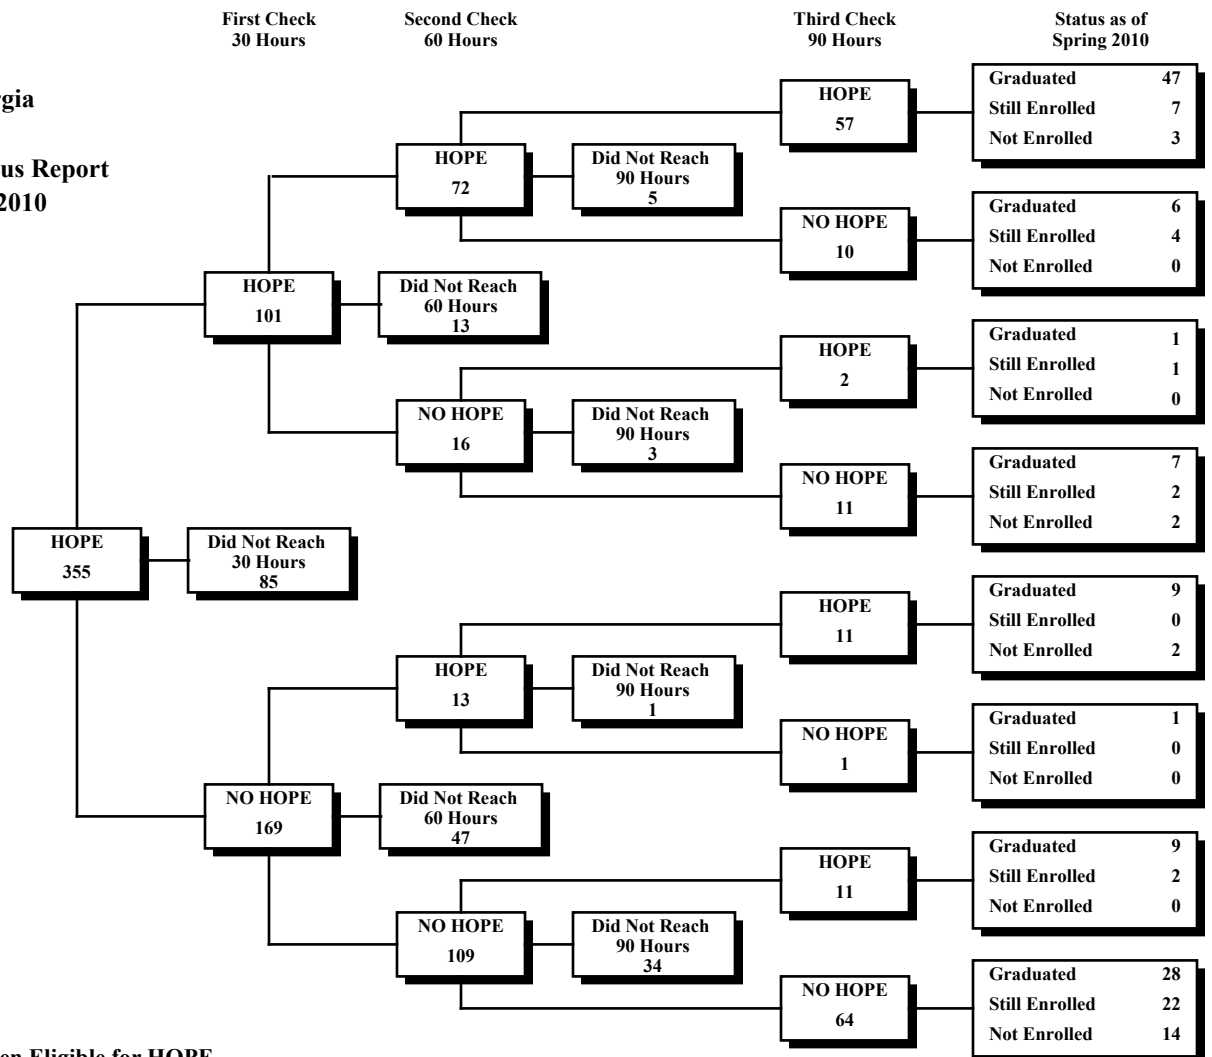 First Check
30 Hours
Second Check
60 Hours
Third Check
90 Hours
Status as of
Spring 2010
rgia
us Report
2010
HOPE
355
Did Not Reach
30 Hours
85
HOPE
101
Did Not Reach
60 Hours
13
NO HOPE
169
Did Not Reach
60 Hours
47
HOPE
72
Did Not Reach
90 Hours
5
NO HOPE
16
Did Not Reach
90 Hours
3
HOPE
13
Did Not Reach
90 Hours
1
NO HOPE
109
Did Not Reach
90 Hours
34
HOPE
57
Graduated 47
Still Enrolled 7
Not Enrolled 3
NO HOPE
10
Graduated 6
Still Enrolled 4
Not Enrolled 0
HOPE
2
Graduated 1
Still Enrolled 1
Not Enrolled 0
NO HOPE
11
Graduated 7
Still Enrolled 2
Not Enrolled 2
HOPE
11
Graduated 9
Still Enrolled 0
Not Enrolled 2
NO HOPE
1
Graduated 1
Still Enrolled 0
Not Enrolled 0
HOPE
11
Graduated 9
Still Enrolled 2
Not Enrolled 0
NO HOPE
64
Graduated 28
Still Enrolled 22
Not Enrolled 14
en Eligible for HOPE